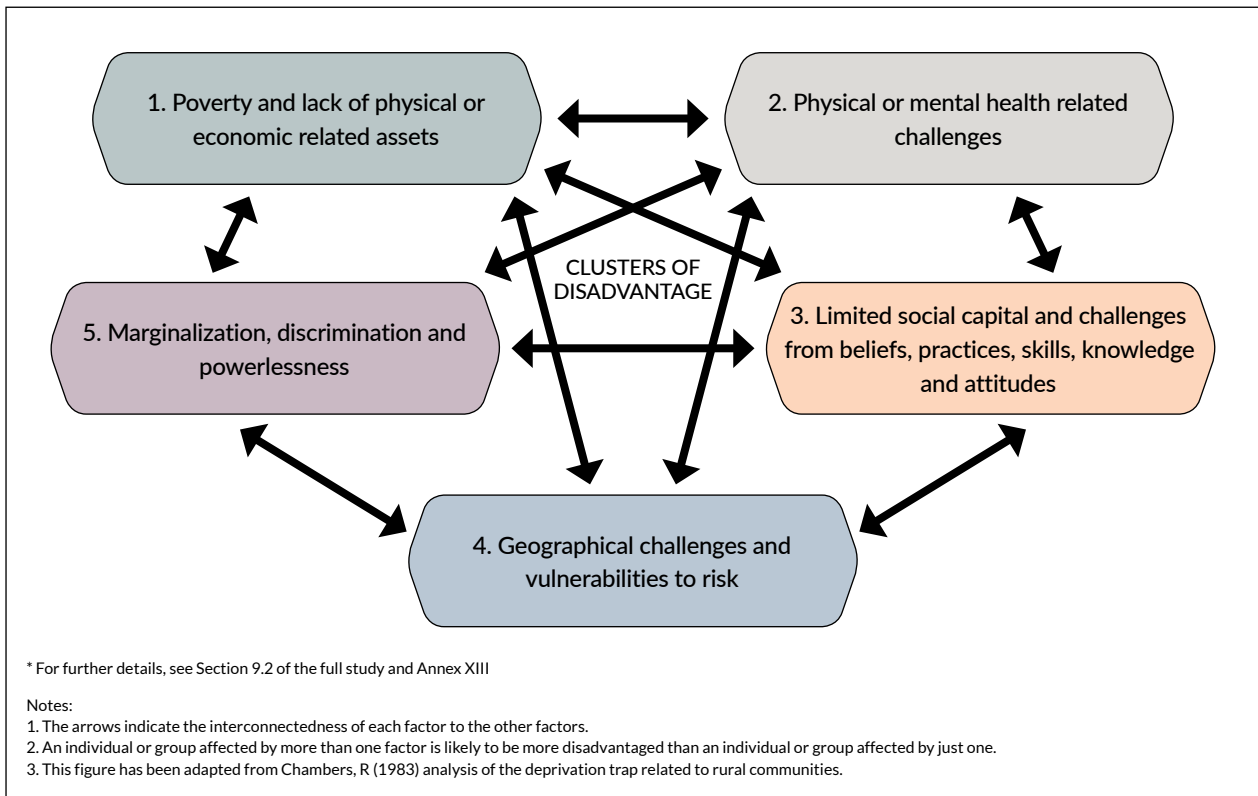 1. Poverty and lack of physical or
economic related assets
2. Physical or mental health related
challenges
CLUSTERS OF
DISADVANTAGE
5. Marginalization, discrimination and
powerlessness
3. Limited social capital and challenges
from beliefs, practices, skills, knowledge
and attitudes
4. Geographical challenges and
vulnerabilities to risk
* For further details, see Section 9.2 of the full study and Annex XIII
Notes:
1. The arrows indicate the interconnectedness of each factor to the other factors.
2. An individual or group affected by more than one factor is likely to be more disadvantaged than an individual or group affected by just one.
3. This figure has been adapted from Chambers, R (1983) analysis of the deprivation trap related to rural communities.